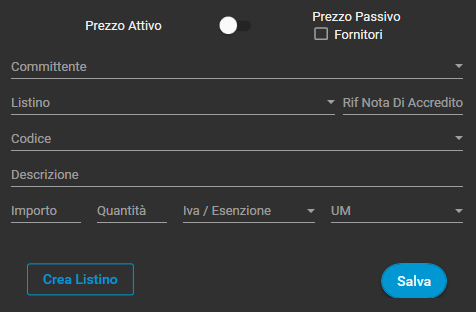 Prezzo Attivo
Prezzo Passivo
Fornitori
Committente
Listino
Rif Nota Di Accredito
Codice
Descrizione
Importo
Quantità
Iva / Esenzione
UM
Crea Listino
Salva